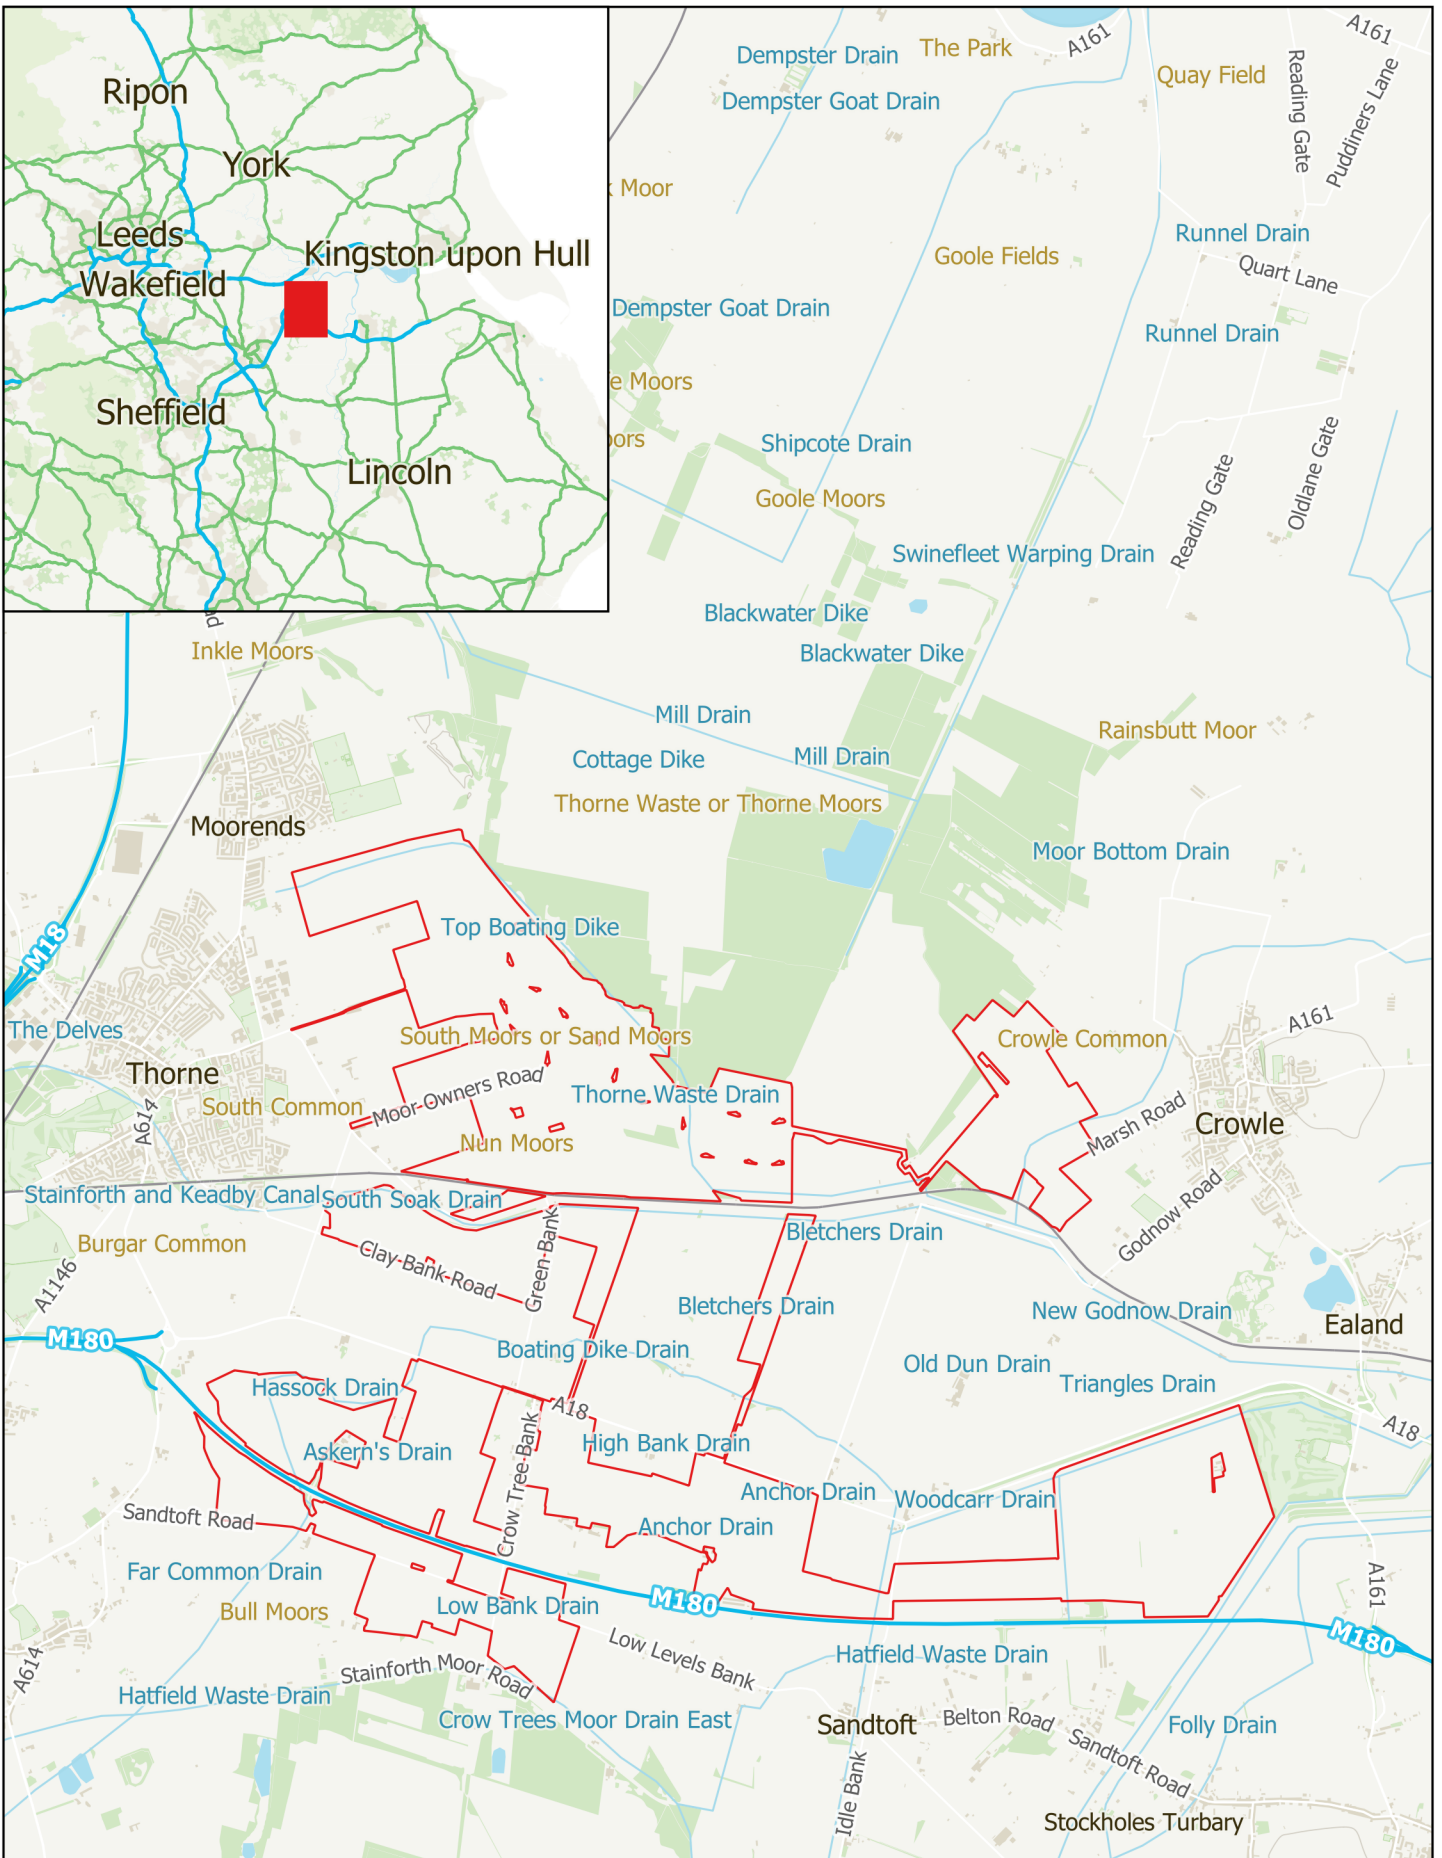 Ripon
York
Leeds
Wakefield
Kingston upon Hull
Sheffield
Lincoln
Dempster Drain
The Park
A161
A161
Dempster Goat Drain
Quay Field
Reading Gate
Puddiners Lane
Moor
Goole Fields
Runnel Drain
Quart Lane
Dempster Goat Drain
Runnel Drain
e Moors
oors
Shipcote Drain
Goole Moors
Reading Gate
Oldlane Gate
Swinefleet Warping Drain
Blackwater Dike
Blackwater Dike
Inkle Moors
Mill Drain
Mill Drain
Cottage Dike
Rainsbutt Moor
Thorne Waste or Thorne Moors
Moorends
Moor Bottom Drain
Top Boating Dike
M18
The Delves
South Moors or Sand Moors
Crowle Common
A161
Thorne
Moor Owners Road
Thorne Waste Drain
South Common
A614
Marsh Road
Crowle
Nun Moors
Stainforth and Keadby Canal
South Soak Drain
Godnow Road
Bletchers Drain
Burgar Common
Clay Bank Road
Green Bank
A1146
Bletchers Drain
New Godnow Drain
Ealand
M180
Boating Dike Drain
Old Dun Drain
Triangles Drain
Hassock Drain
A18
A18
Askern's Drain
High Bank Drain
Crow Tree Bank
Anchor Drain
Woodcarr Drain
Sandtoft Road
Anchor Drain
Far Common Drain
A161
Bull Moors
Low Bank Drain
M180
M180
Low Levels Bank
Hatfield Waste Drain
A614
Stainforth Moor Road
Hatfield Waste Drain
Crow Trees Moor Drain East
Sandtoft
Belton Road
Folly Drain
Sandtoft Road
Idle Bank
Stockholes Turbary